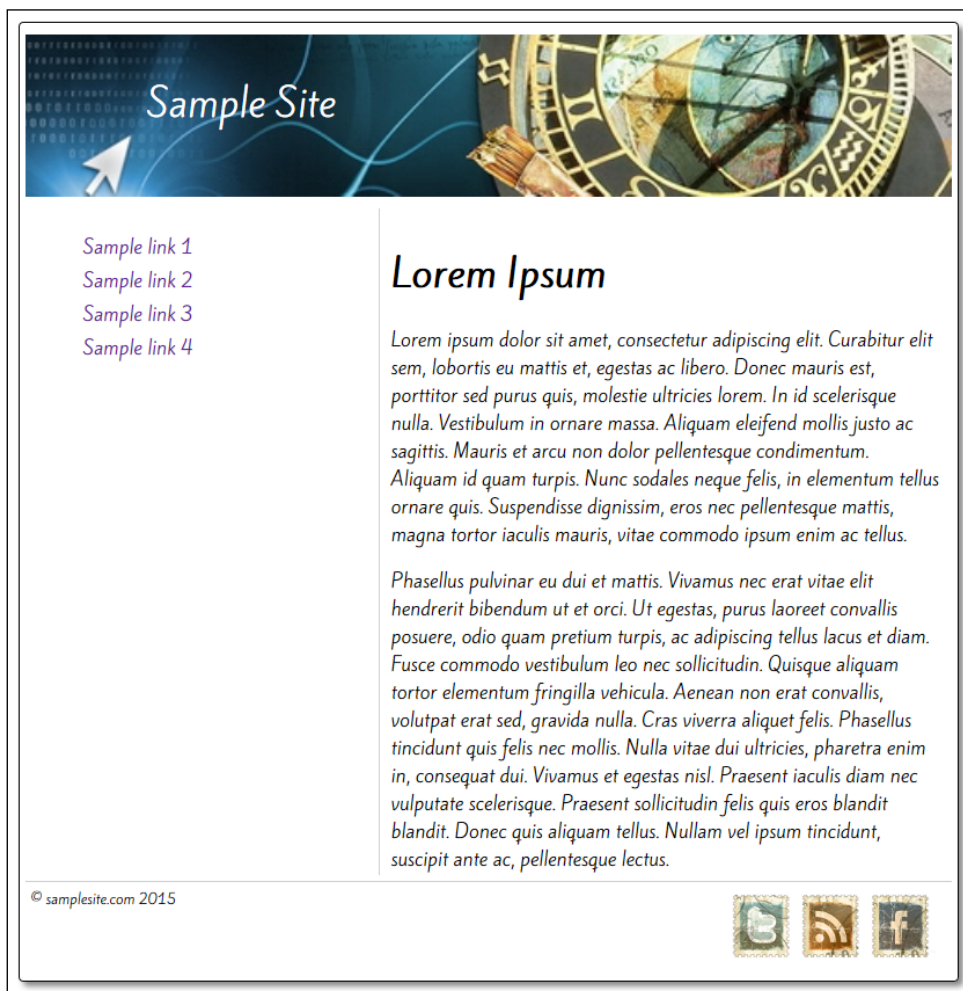 Sample Site
Sample link 1
Sample link 2
Sample link 3
Sample link 4
Lorem Ipsum
Lorem ipsum dolor sit amet, consectetur adipiscing elit. Curabitur elit
sem, lobortis eu mattis et, egestas ac libero. Donec mauris est,
porttitor sed purus quis, molestie ultricies lorem. In id scelerisque
nulla. Vestibulum in ornare massa. Aliquam eleifend mollis justo ac
sagittis. Mauris et arcu non dolor pellentesque condimentum.
Aliquam id quam turpis. Nunc sodales neque felis, in elementum tellus
ornare quis. Suspendisse dignissim, eros nec pellentesque mattis,
magna tortor iaculis mauris, vitae commodo ipsum enim ac tellus.
Phasellus pulvinar eu dui et mattis. Vivamus nec erat vitae elit
hendrerit bibendum ut et orci. Ut egestas, purus laoreet convallis
posuere, odio quam pretium turpis, ac adipiscing tellus lacus et diam.
Fusce commodo vestibulum leo nec sollicitudin. Quisque aliquam
tortor elementum fringilla vehicula. Aenean non erat convallis,
volutpat erat sed, gravida nulla. Cras viverra aliquet felis. Phasellus
tincidunt quis felis nec mollis. Nulla vitae dui ultricies, pharetra enim
in, consequat dui. Vivamus et egestas nisl. Praesent iaculis diam nec
vulputate scelerisque. Praesent sollicitudin felis quis eros blandit
blandit. Donec quis aliquam tellus. Nullam vel ipsum tincidunt,
suscipit ante ac, pellentesque lectus.
© samplesite.com 2015